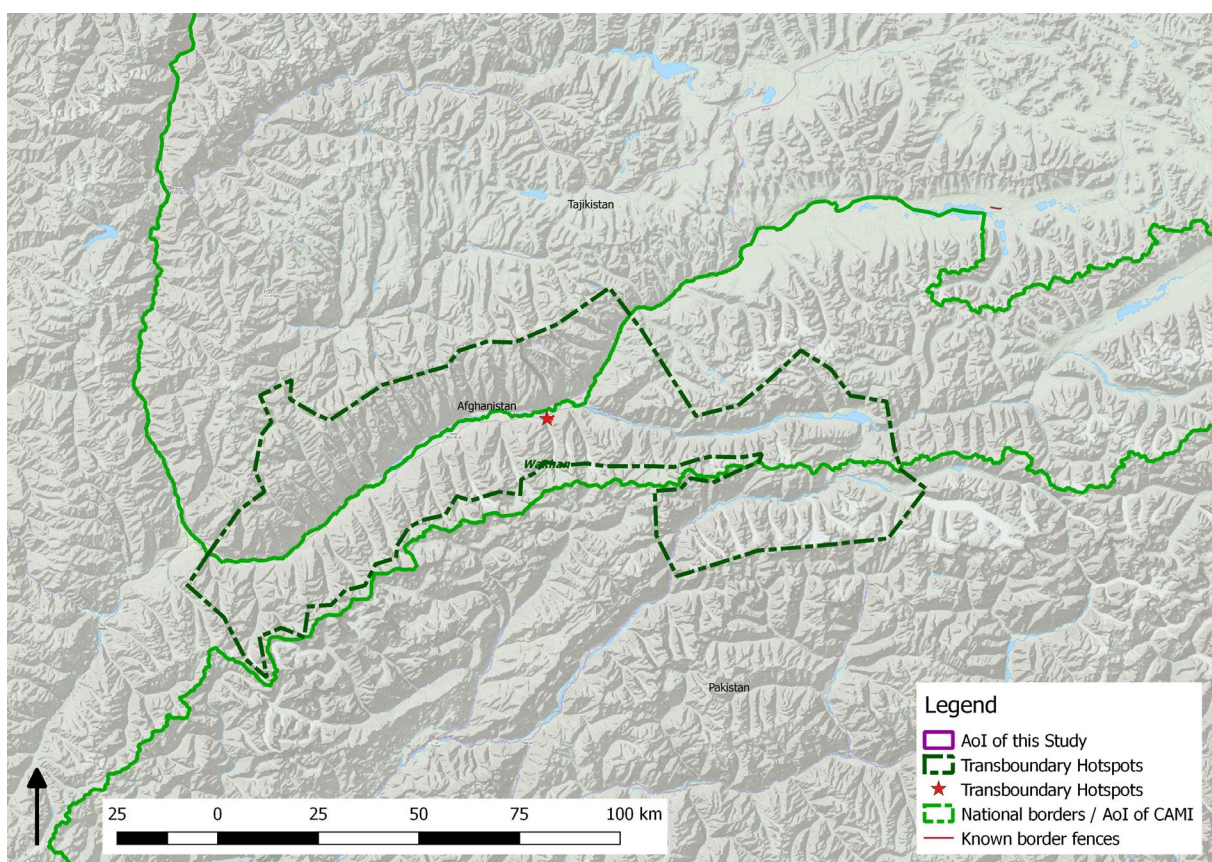 Tajikistan
Afghanistan
Wakhan
Pakistan
Legend
AoI of this Study
Transboundary Hotspots
Transboundary Hotspots
National borders / AoI of CAMI
Known border fences
25 0 25 50 75 100 km